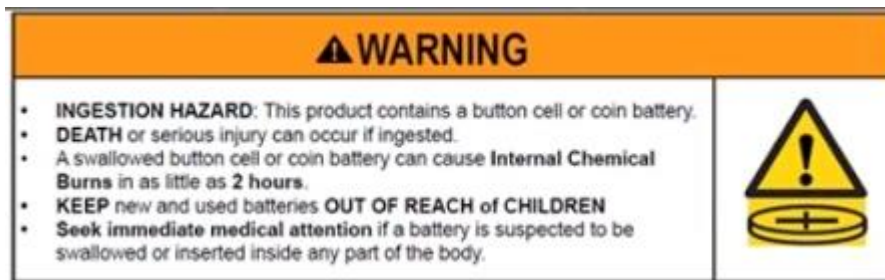 ⚠WARNING
• INGESTION HAZARD: This product contains a button cell or coin battery.
• DEATH or serious injury can occur if ingested.
• A swallowed button cell or coin battery can cause Internal Chemical
Burns in as little as 2 hours.
• KEEP new and used batteries OUT OF REACH of CHILDREN
• Seek immediate medical attention if a battery is suspected to be
swallowed or inserted inside any part of the body.